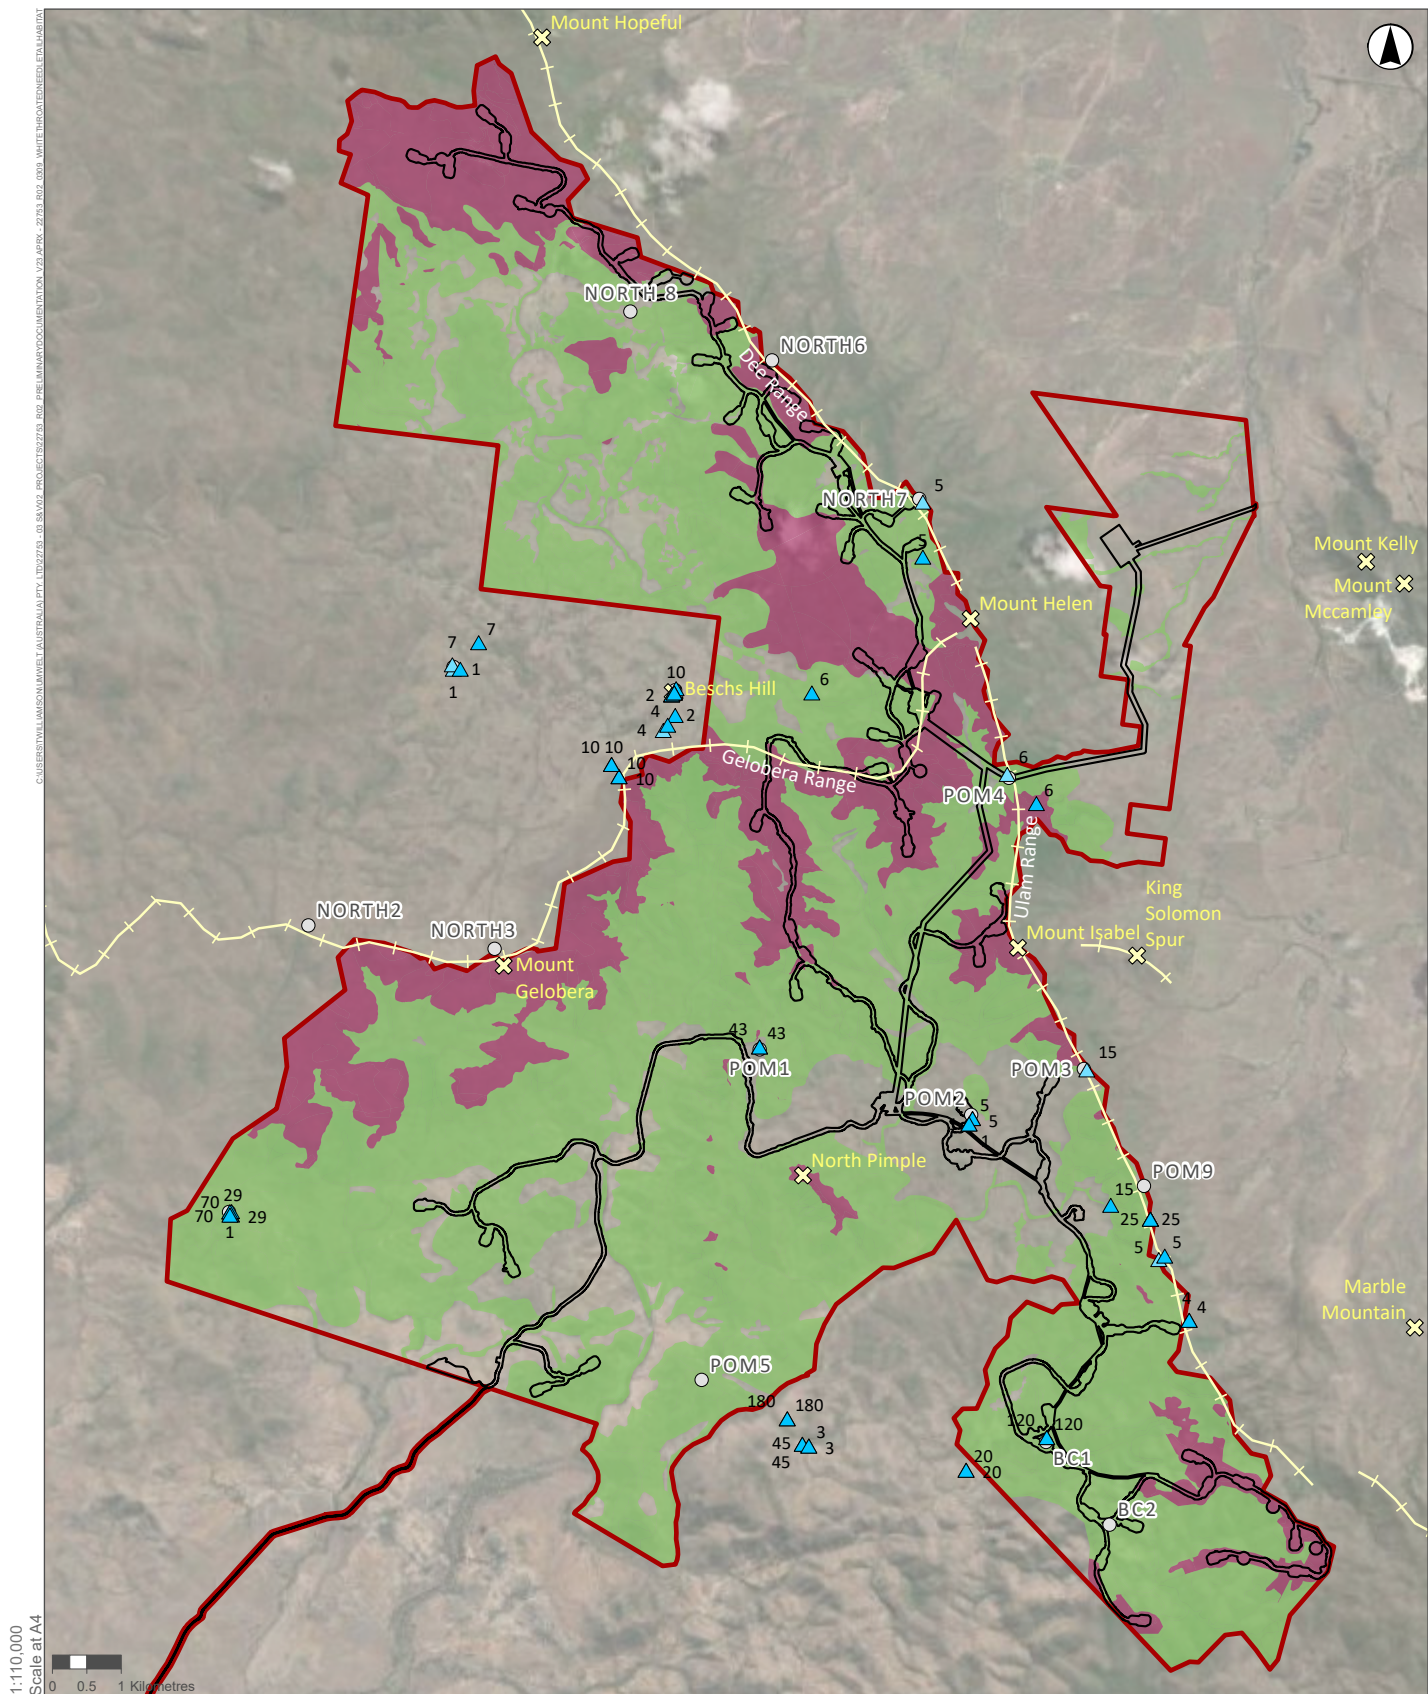 Mount Hopeful
NORTH 8
NORTH6
Dee Range
5
NORTH7
5
Mount Kelly
Mount
Mccamley
Mount Helen
7
7
1
1
10
Beschs Hill
2
6
4
2
4
10 10
10
10
Gelobera Range
6
POM4
6
Ulam Range
King
Solomon
Spur
NORTH2
NORTH3
Mount Isabel
Mount
Gelobera
43
43
POM1
15
POM3
POM2
5
5
1
North Pimple
POM9
15
25
25
29
70
70
29
1
5
5
4
4
Marble
Mountain
POM5
180
180
3
45
3
45
120
120
BC1
20
20
BC2
1:110,000
Scale at A4
0 0.5 1 Kilometres